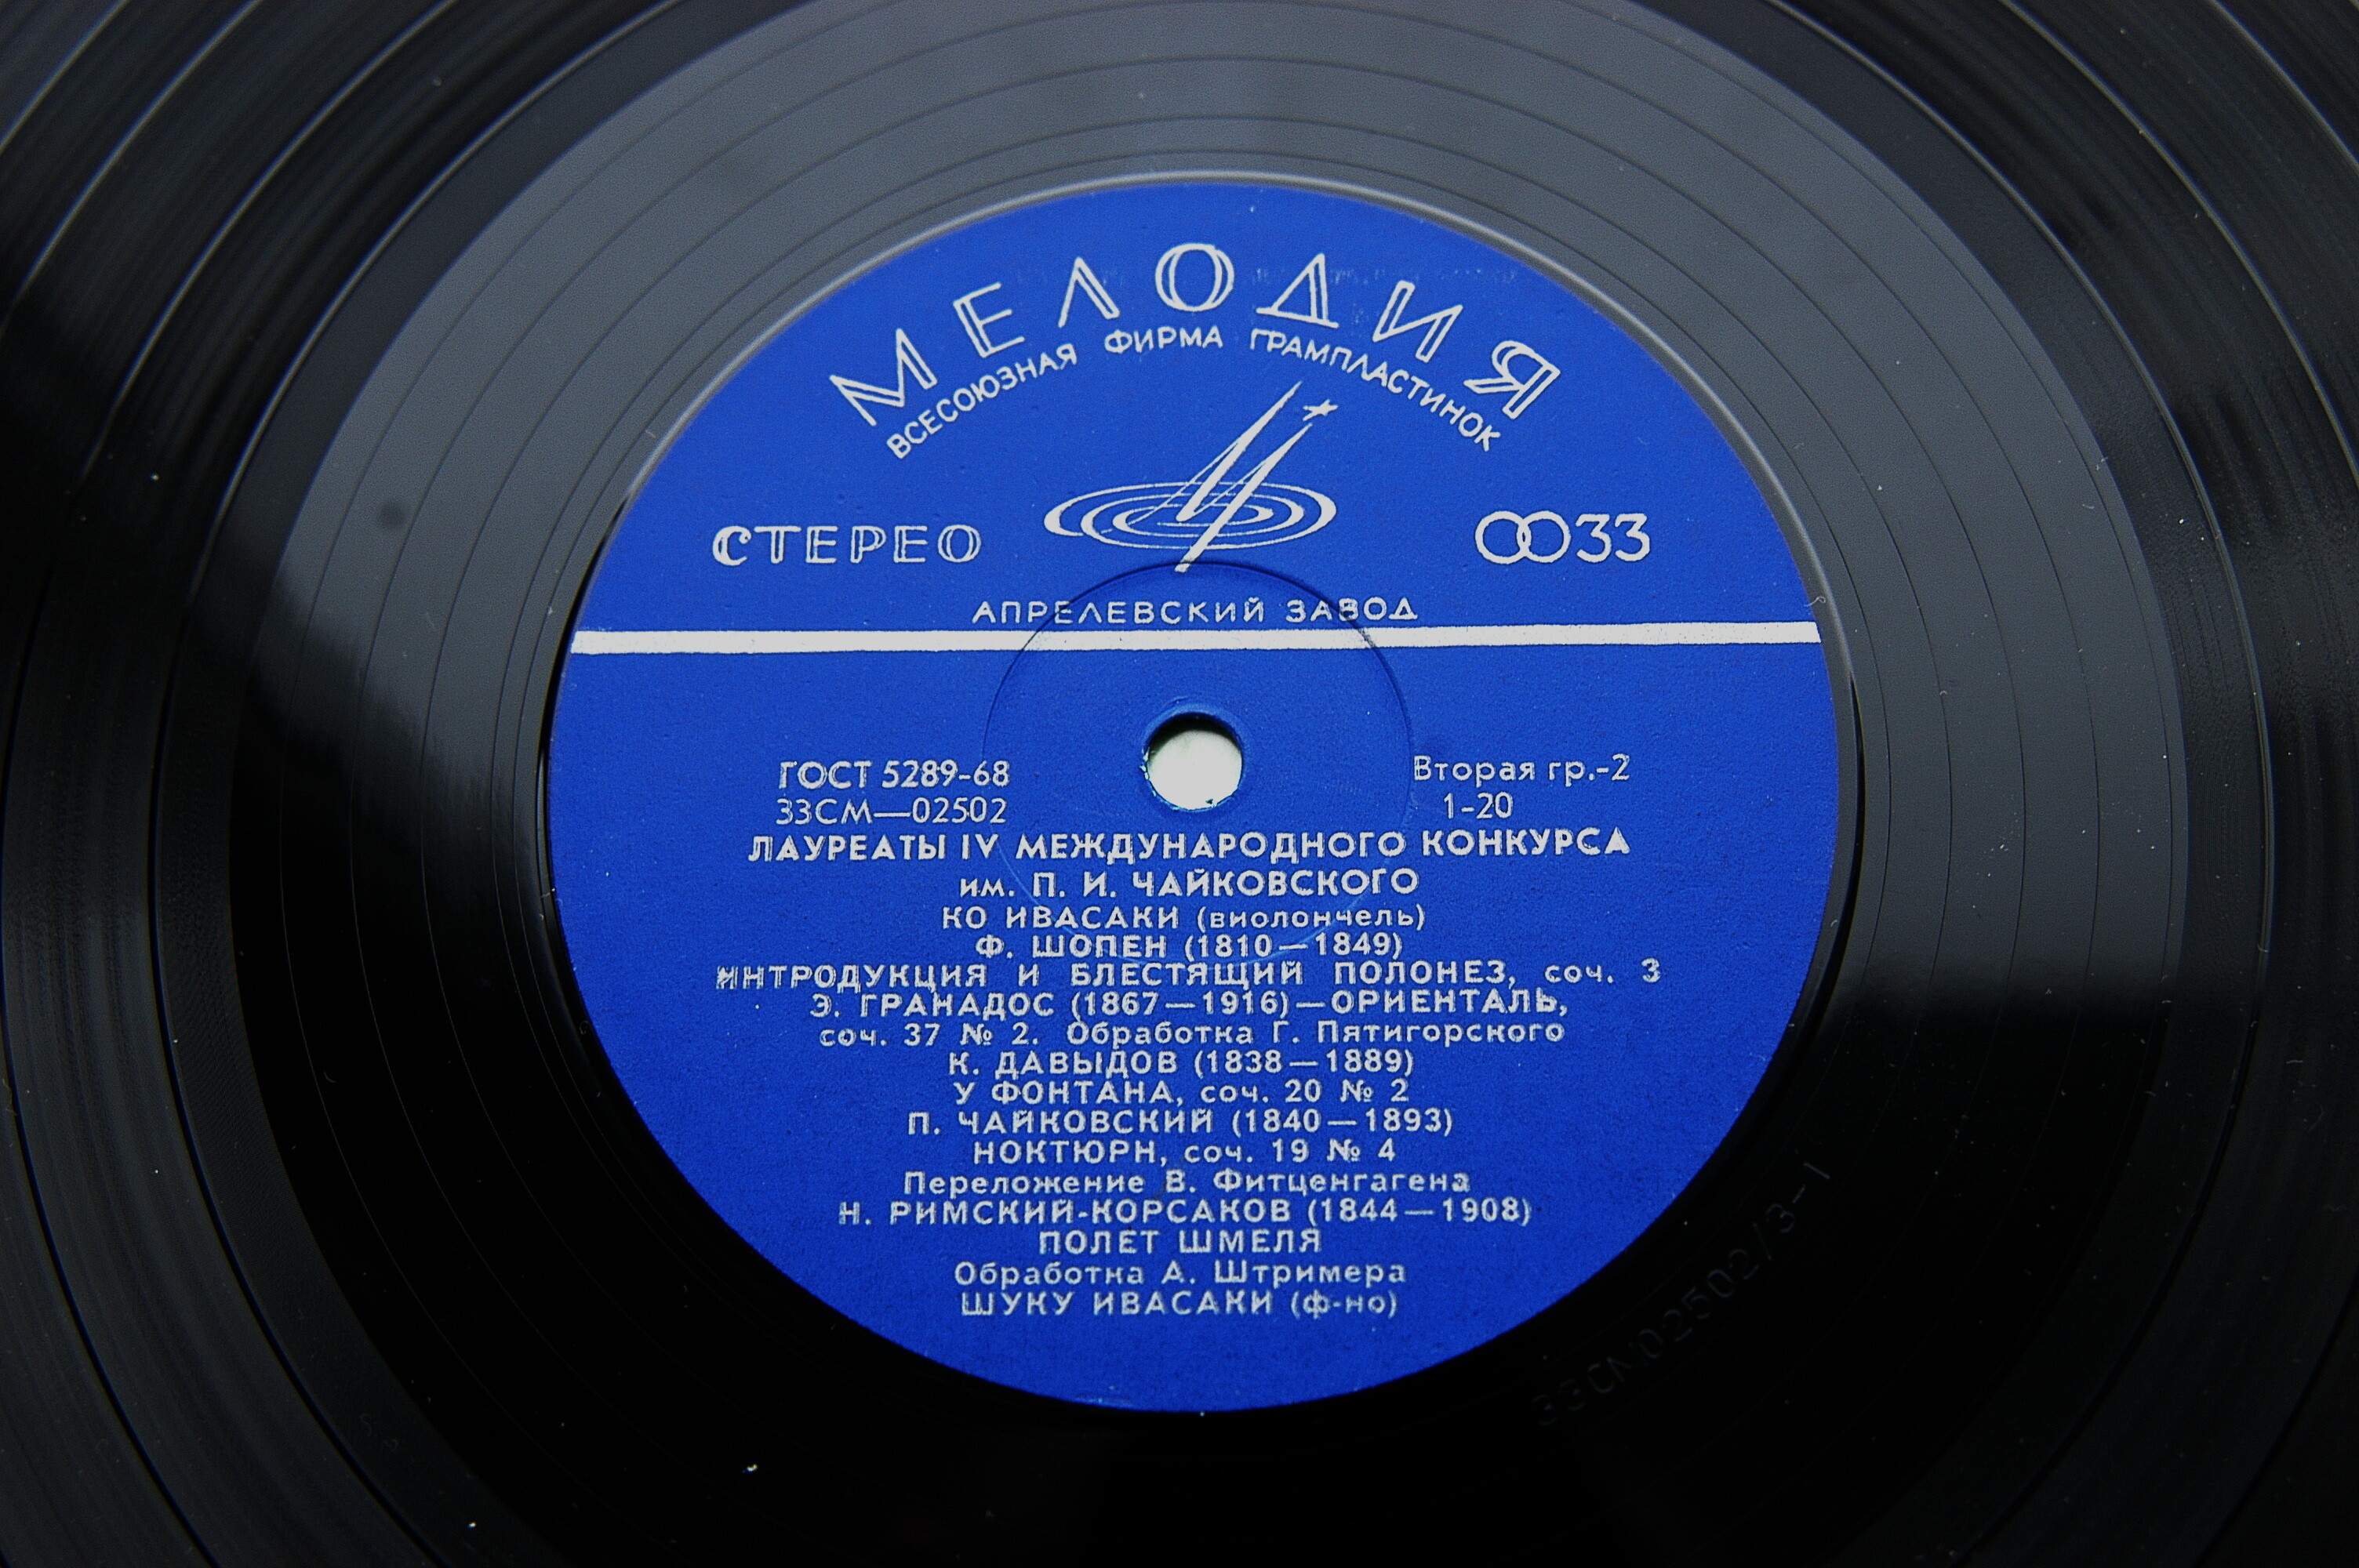 МЕЛОДИЯ
ВСЕСОЮЗНАЯ ФИРМА ГРАМПЛАСТИНОК
СТЕРЕО
33
АПРЕЛЕВСКИЙ ЗАВОД
ГОСТ 5289-68
Вторая гр.-2
33СМ—02502
1-20
ЛАУРЕАТЫ IV МЕЖДУНАРОДНОГО КОНКУРСА
им. П. И. ЧАЙКОВСКОГО
КО ИВАСАКИ (виолончель)
Ф. ШОПЕН (1810—1849)
ИНТРОДУКЦИЯ И БЛЕСТЯЩИЙ ПОЛОНЕЗ, соч. 3
Э. ГРАНАДОС (1867—1916)—ОРИЕНТАЛЬ,
соч. 37 № 2. Обработка Г. Пятигорского
К. ДАВЫДОВ (1838—1889)
У ФОНТАНА, соч. 20 № 2
П. ЧАЙКОВСКИЙ (1840—1893)
НОКТЮРН, соч. 19 № 4
Переложение В. Фитценгагена
Н. РИМСКИЙ-КОРСАКОВ (1844—1908)
ПОЛЕТ ШМЕЛЯ
Обработка А. Штримера
ШУКУ ИВАСАКИ (ф-но)
33СМ02502/3-1